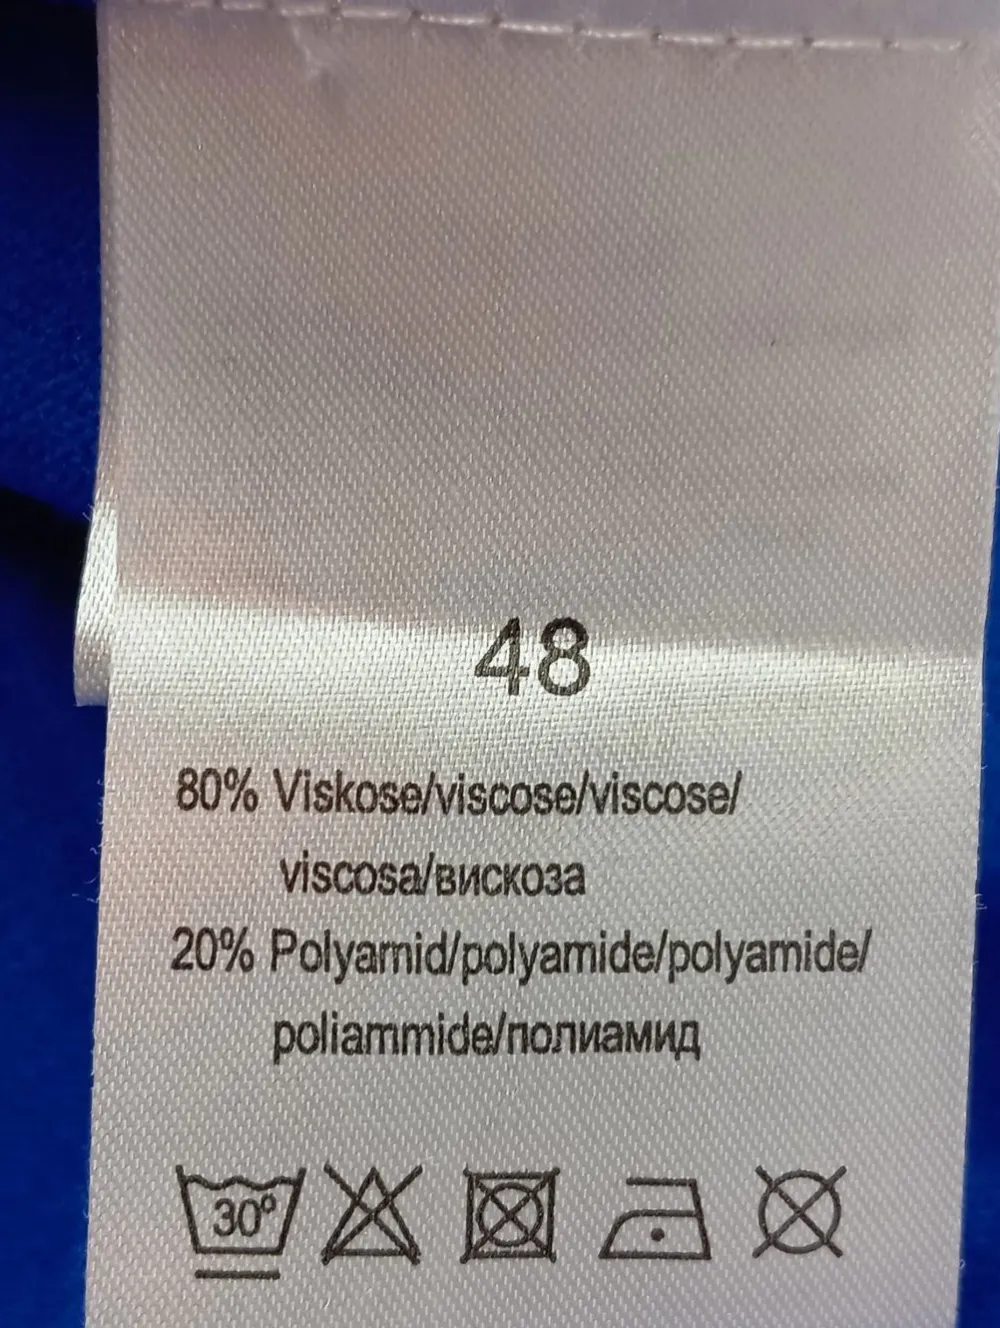 48
80% Viskose/viscose/viscose/
viscosa/вискоза
20% Polyamid/polyamide/polyamide/
poliammide/полиамид
30°